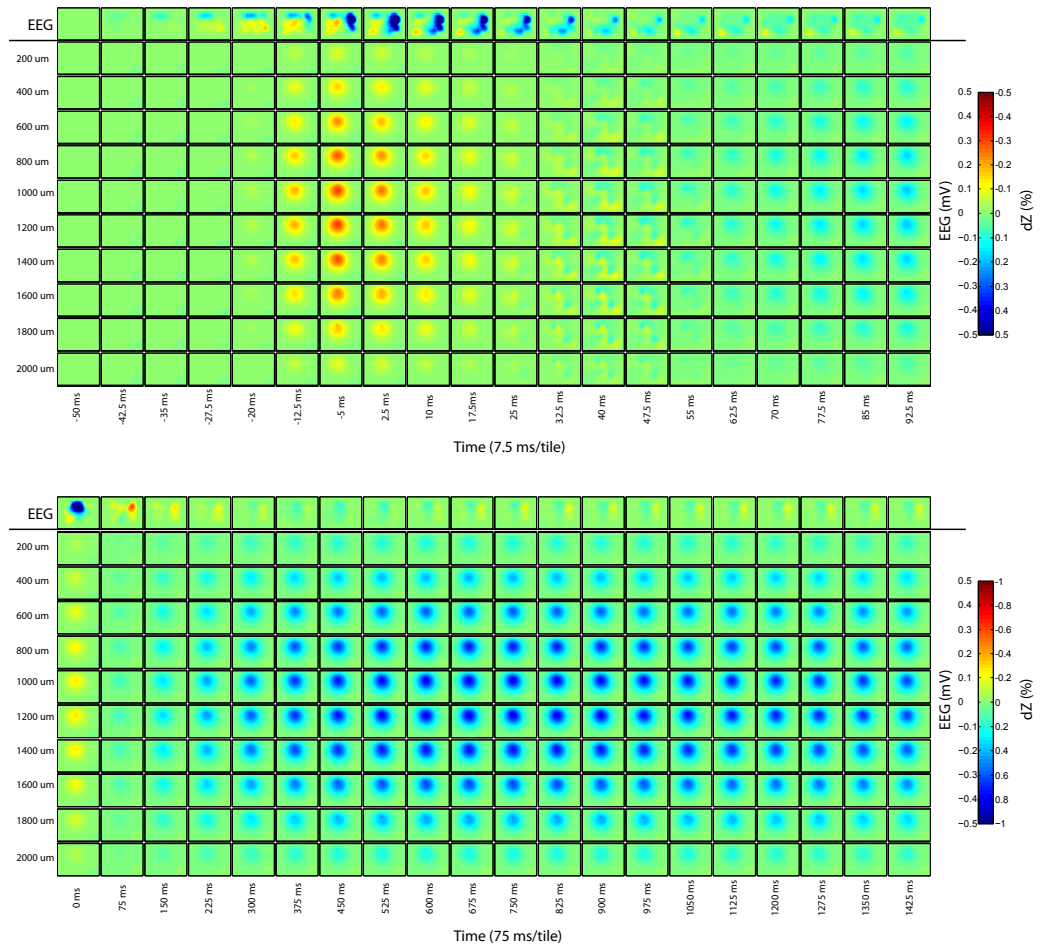 EEG
200 um
400 um
600 um
800 um
1000 um
1200 um
1400 um
1600 um
1800 um
2000 um
-50 ms
-42.5 ms
-35 ms
-27.5 ms
-20 ms
-12.5 ms
-5 ms
2.5 ms
10 ms
17.5ms
25 ms
32.5 ms
40 ms
47.5 ms
55 ms
62.5 ms
70 ms
77.5 ms
85 ms
92.5 ms
Time (7.5 ms/tile)
0.5 -0.5
0.4 -0.4
0.3 -0.3
0.2 -0.2
0.1 -0.1
0 0
−0.1 0.1
−0.2 0.2
−0.3 0.3
−0.4 0.4
−0.5 0.5
EEG (mV)
dZ (%)
EEG
200 um
400 um
600 um
800 um
1000 um
1200 um
1400 um
1600 um
1800 um
2000 um
0 ms
75 ms
150 ms
225 ms
300 ms
375 ms
450 ms
525 ms
600 ms
675 ms
750 ms
825 ms
900 ms
975 ms
1050 ms
1125 ms
1200 ms
1275 ms
1350 ms
1425 ms
Time (75 ms/tile)
0.5 -1
0.4 -0.8
0.3 -0.6
0.2 -0.4
0.1 -0.2
0 0
−0.1 0.2
−0.2 0.4
−0.3 0.6
−0.4 0.8
−0.5 −1
EEG (mV)
dZ (%)